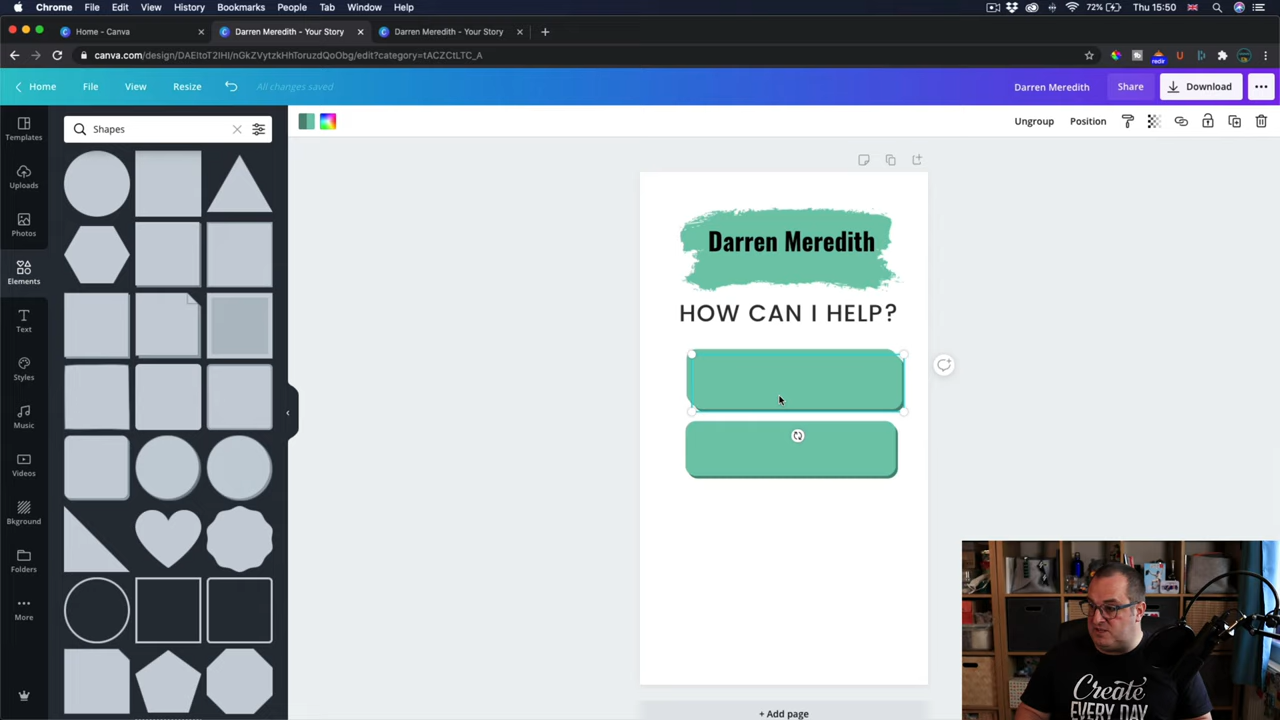 Chrome File Edit View History Bookmarks People Tab Window Help 72% Thu 15:50
Home - Canva Darren Meredith - Your Story Darren Meredith - Your Story
canva.com/design/DAEltoT2IHI/nGkZVytzkHhToruzdQoObg/edit?category=tACZCtLTC_A
Home File View Resize All changes saved Darren Meredith Share Download
Shapes Ungroup Position
Templates
Uploads
Photos
Elements
Text
Styles
Music
Videos
Bkground
Folders
More
Darren Meredith
HOW CAN I HELP?
+ Add page
Create
EVERY DAY